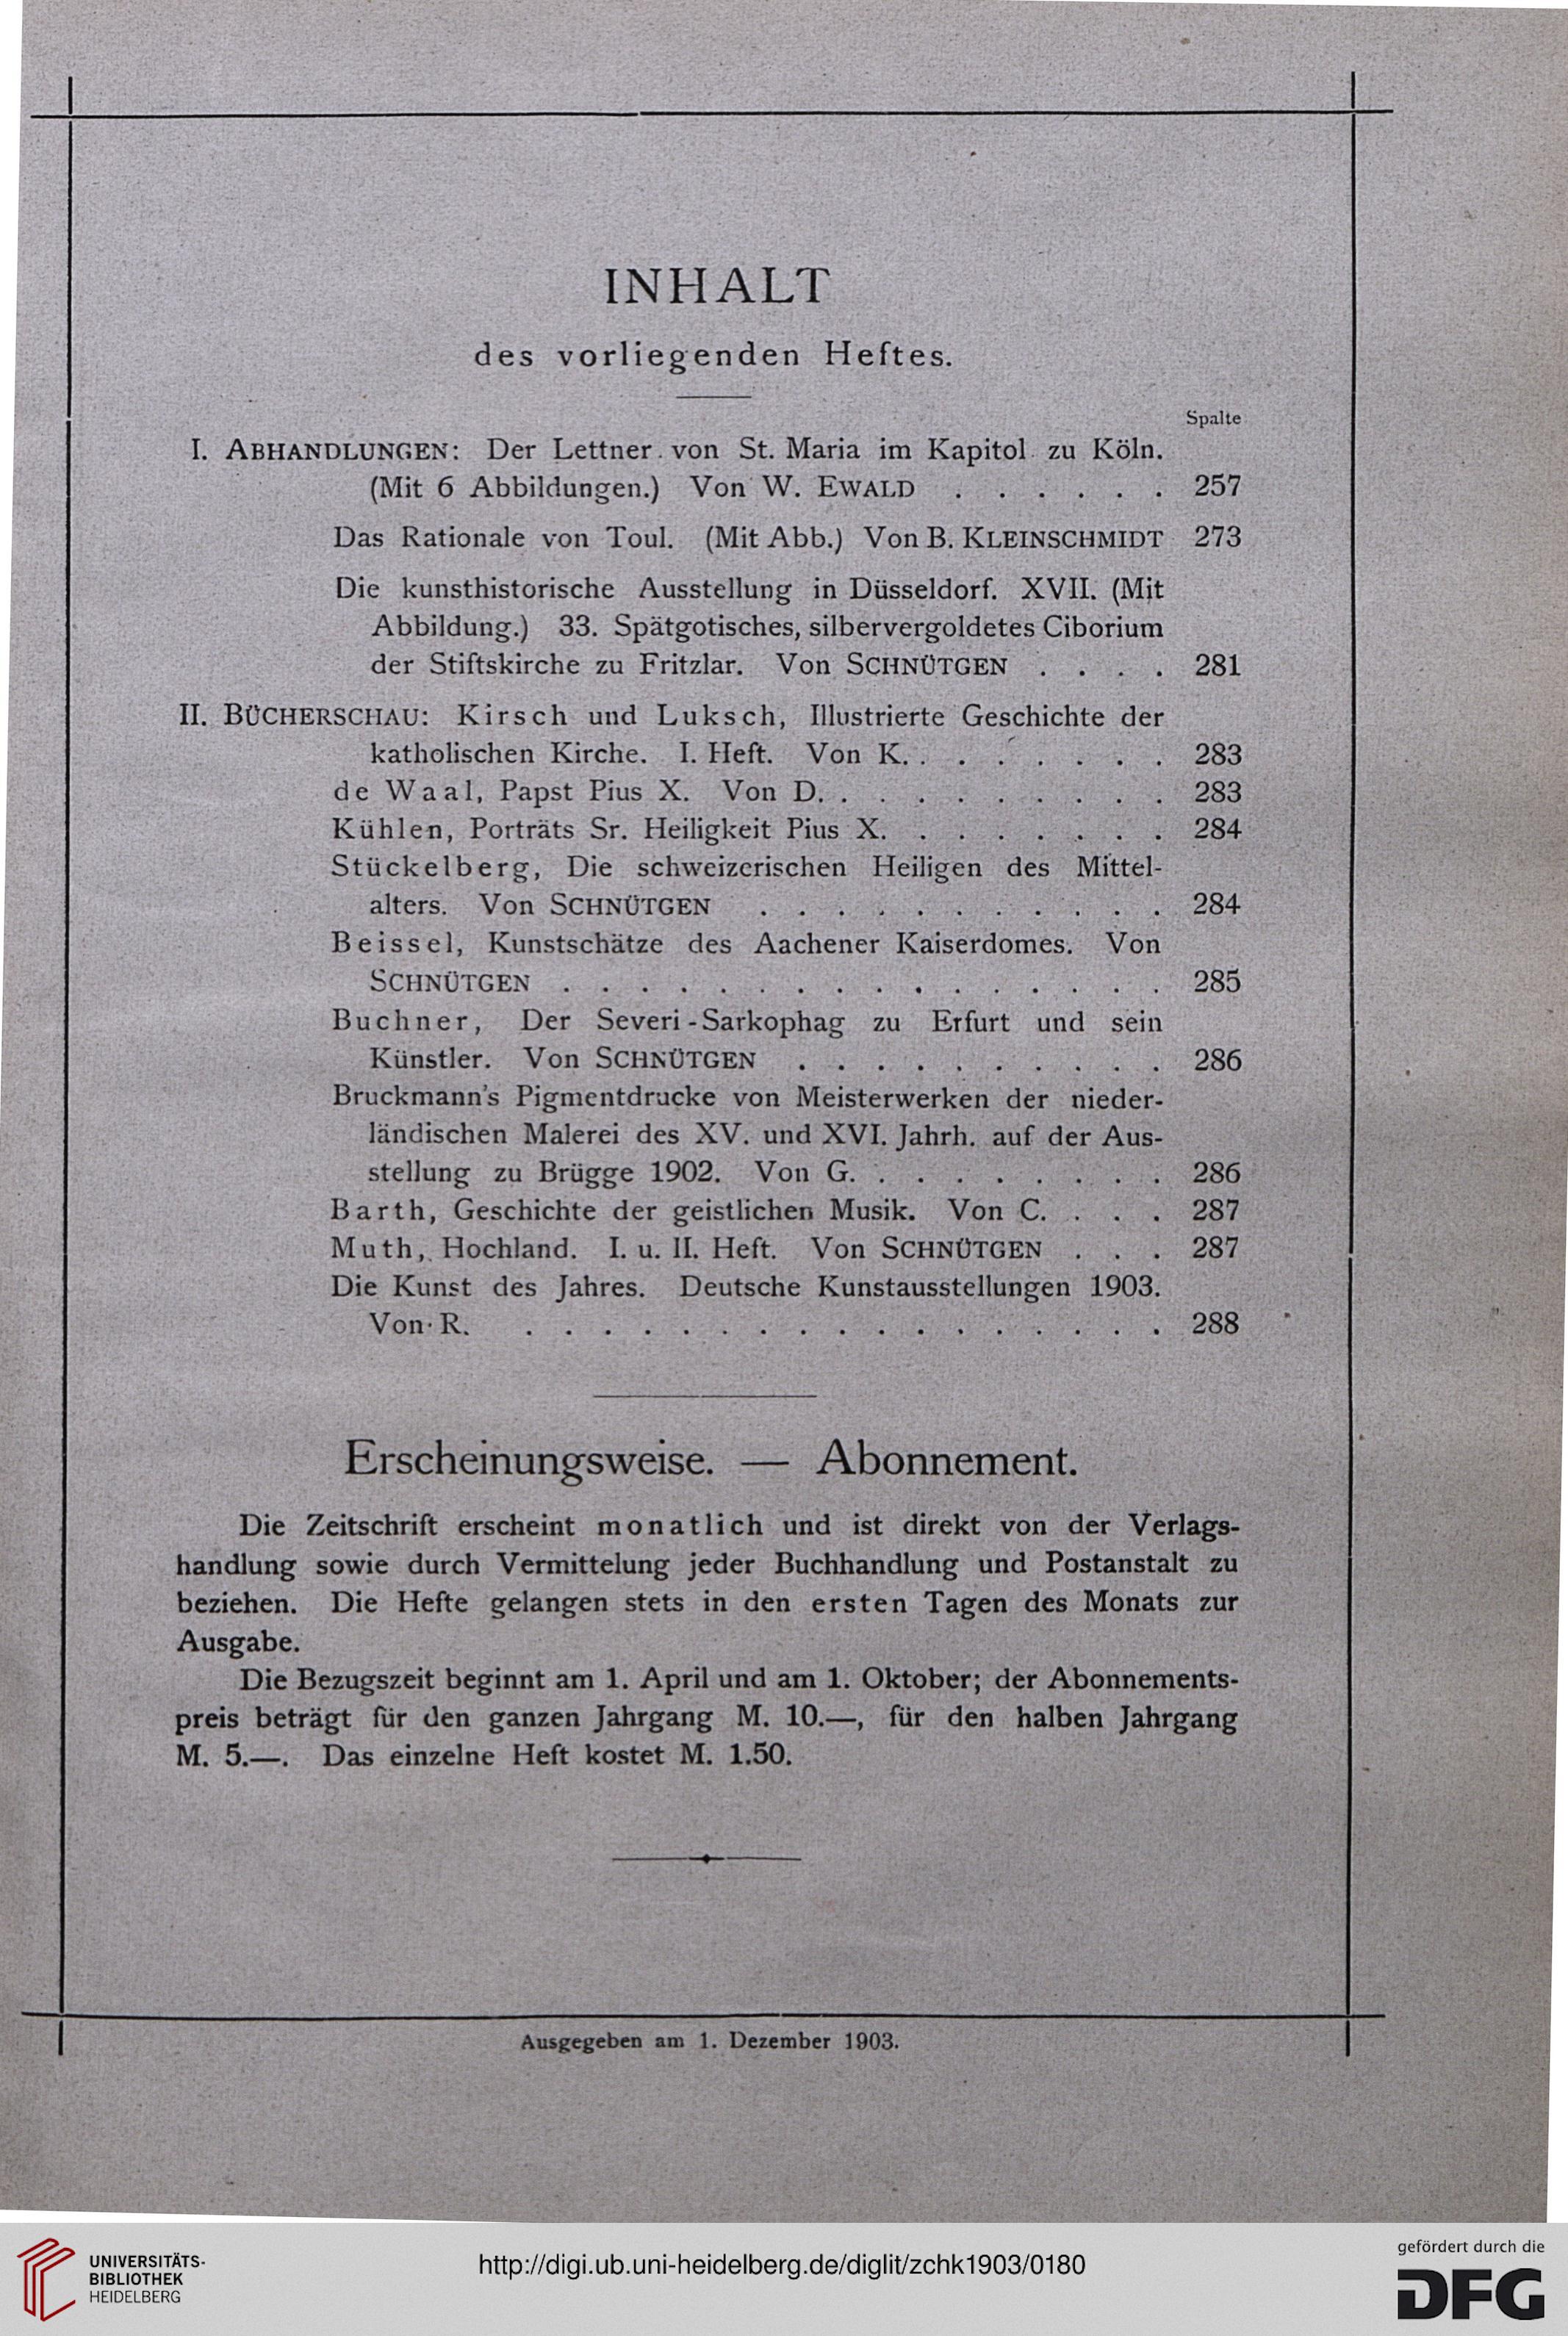 INHALT
des vorliegenden Heftes.
Spalte
I. ABHANDLUNGEN: Der Lettner von St. Maria im Kapitol zu Köln.
(Mit 6 Abbildungen.) Von W. EWALD . . . . . . 257
Das Rationale von Toul. (Mit Abb.) Von B. KLEINSCHMIDT 273
Die kunsthistorische Ausstellung in Düsseldorf. XVII. (Mit
Abbildung.) 33. Spätgotisches, silbervergoldetes Ciborium
der Stiftskirche zu Fritzlar. Von SCHNÜTGEN . . . . 281
II. BÜCHERSCHAU: Kirsch und Luksch, Illustrierte Geschichte der
katholischen Kirche. I. Heft. Von K. . . . . . . . 283
de Waal, Papst Pius X. Von D. . . . . . . . . . 283
Kühlen, Porträts Sr. Heiligkeit Pius X. . . . . . . . 284
Stückelberg, Die schweizerischen Heiligen des Mittel-
alters. Von SCHNÜTGEN . . . . . . . . . . . 284
Beissel, Kunstschätze des Aachener Kaiserdomes. Von
SCHNÜTGEN . . . . . . . . . . . . . . . . 285
Buchner, Der Severi-Sarkophag zu Erfurt und sein
Künstler. Von SCHNÜTGEN . . . . . . . . . . 286
Bruckmann's Pigmentdrucke von Meisterwerken der nieder-
ländischen Malerei des XV. und XVI. Jahrh. auf der Aus-
stellung zu Brügge 1902. Von G. . . . . . . . . 286
Barth, Geschichte der geistlichen Musik. Von C. . . . 287
Muth, Hochland. I. u. II. Heft. Von SCHNÜTGEN . . . 287
Die Kunst des Jahres. Deutsche Kunstausstellungen 1903.
Von R. . . . . . . . . . . . . . . . . . 288
Erscheinungsweise. — Abonnement.
Die Zeitschrift erscheint monatlich und ist direkt von der Verlags-
handlung sowie durch Vermittelung jeder Buchhandlung und Postanstalt zu
beziehen. Die Hefte gelangen stets in den ersten Tagen des Monats zur
Ausgabe.
Die Bezugszeit beginnt am 1. April und am 1. Oktober; der Abonnements-
preis beträgt für den ganzen Jahrgang M. 10.—, für den halben Jahrgang
M. 5.—. Das einzelne Heft kostet M. 1.50.
Ausgegeben am 1. Dezember 1903.
UNIVERSITÄTS-
BIBLIOTHEK
HEIDELBERG
http://digi.ub.uni-heidelberg.de/diglit/zchk1903/0180
gefördert durch die
DFG